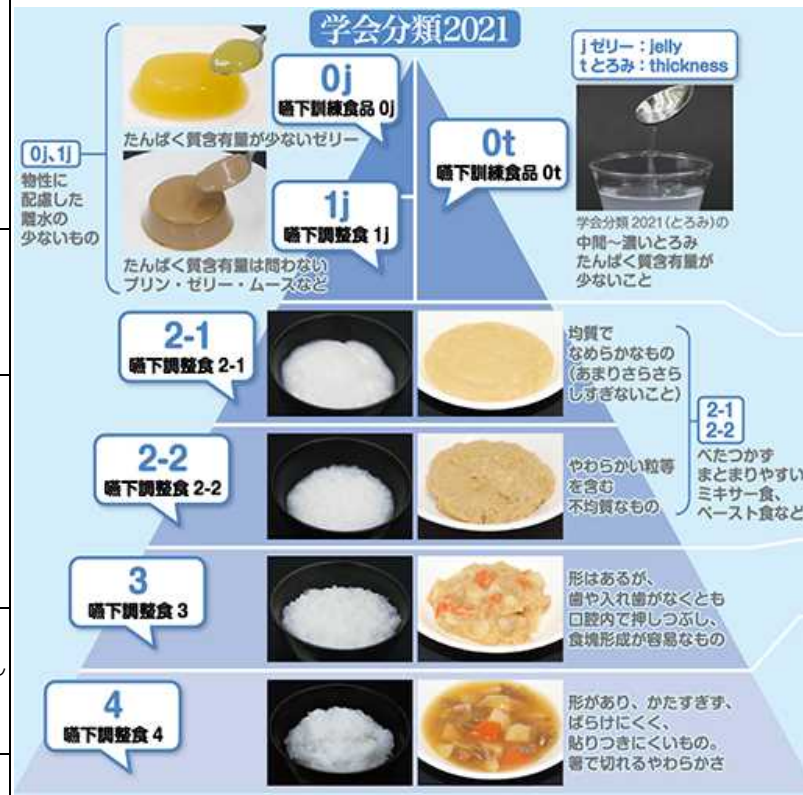 学会分類2021
jゼリー：jelly
tとろみ：thickness
0j
嚥下訓練食品 0j
たんぱく質含有量が少ないゼリー
0j、1j
物性に
配慮した
離水の
少ないもの
1j
嚥下調整食 1j
たんぱく質含有量は問わない
プリン・ゼリー・ムースなど
0t
嚥下訓練食品 0t
学会分類 2021（とろみ）の
中間〜濃いとろみ
たんぱく質含有量が
少ないこと
2-1
嚥下調整食 2-1
均質で
なめらかなもの
（あまりさらさら
しすぎないこと）
2-2
嚥下調整食 2-2
やわらかい粒等
を含む
不均質なもの
2-1
2-2
べたつかず
まとまりやすい
ミキサー食、
ペースト食など
3
嚥下調整食 3
形はあるが、
歯や入れ歯がなくとも
口腔内で押しつぶし、
食塊形成が容易なもの
4
嚥下調整食 4
形があり、かたすぎず、
ばらけにくく、
貼りつきにくいもの。
箸で切れるやわらかさ